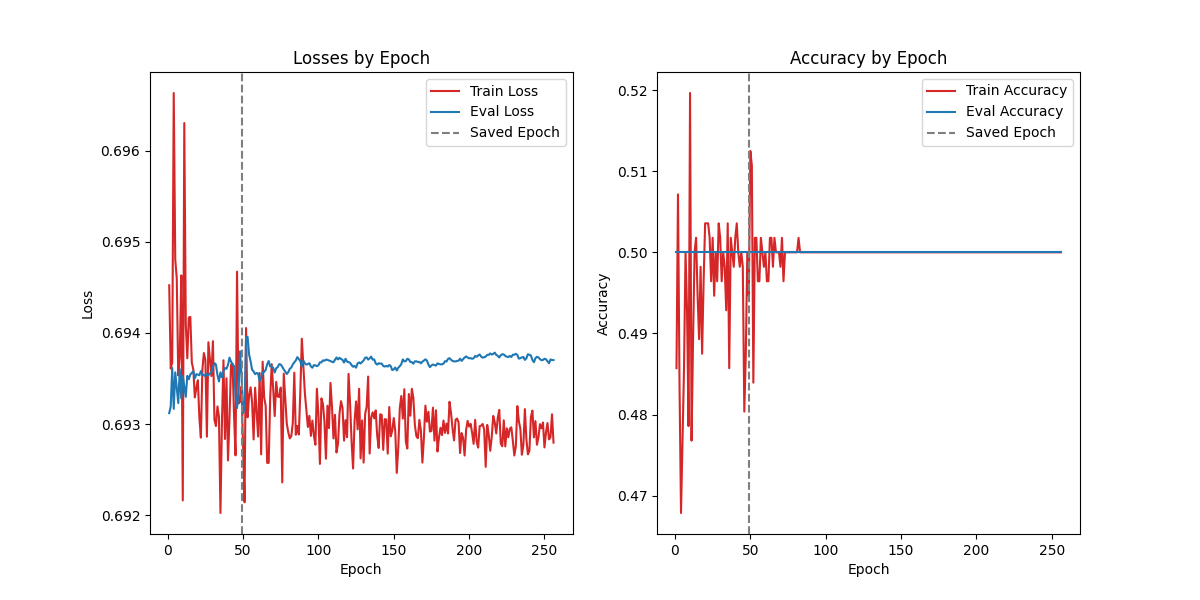 Losses by Epoch
Train Loss
Eval Loss
Saved Epoch
0.696
0.695
0.694
0.693
0.692
Loss
0
50
100
150
200
250
Epoch
Accuracy by Epoch
Train Accuracy
Eval Accuracy
Saved Epoch
0.52
0.51
0.50
0.49
0.48
0.47
Accuracy
0
50
100
150
200
250
Epoch